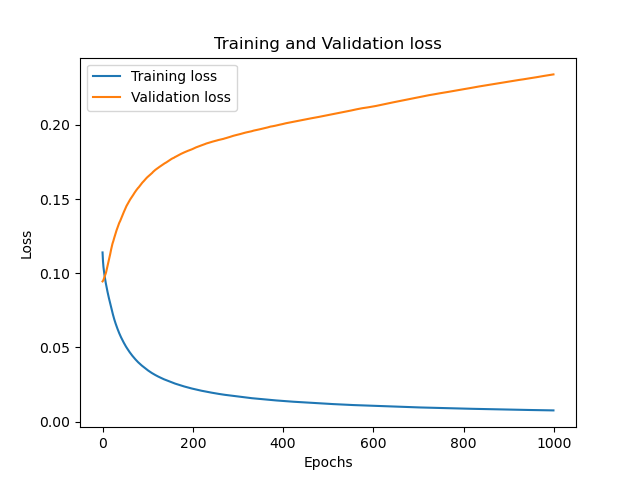 Training and Validation loss
Training loss
Validation loss
Loss
0.20
0.15
0.10
0.05
0.00
0 200 400 600 800 1000
Epochs